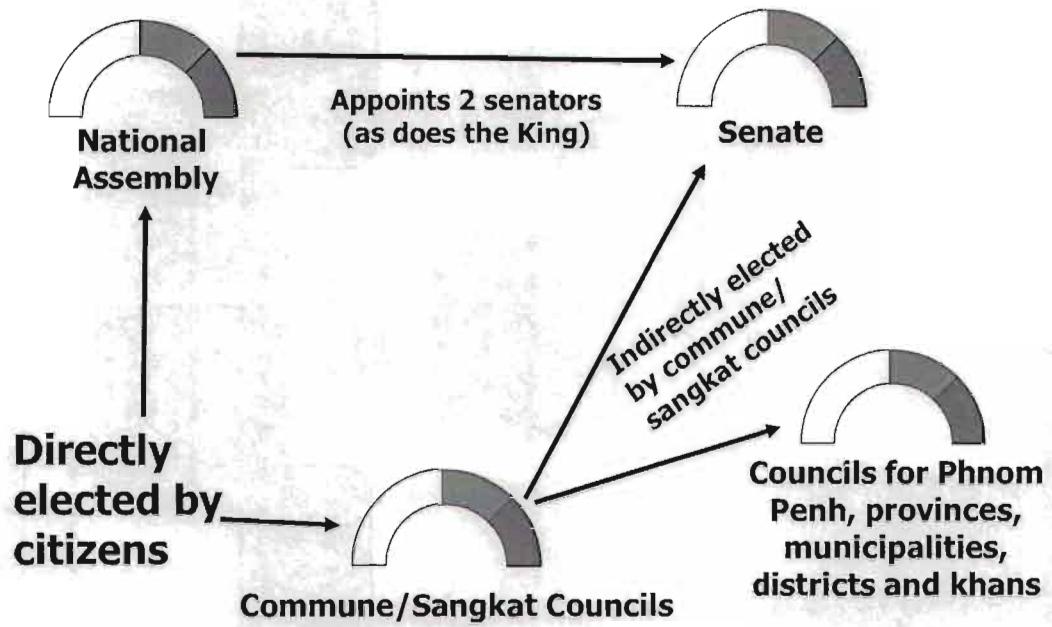 National
Assembly
Appoints 2 senators
(as does the King)
Senate
Indirectly elected
by commune/
sangkat councils
Directly
elected by
citizens
Commune/Sangkat Councils
Councils for Phnom
Penh, provinces,
municipalities,
districts and khans